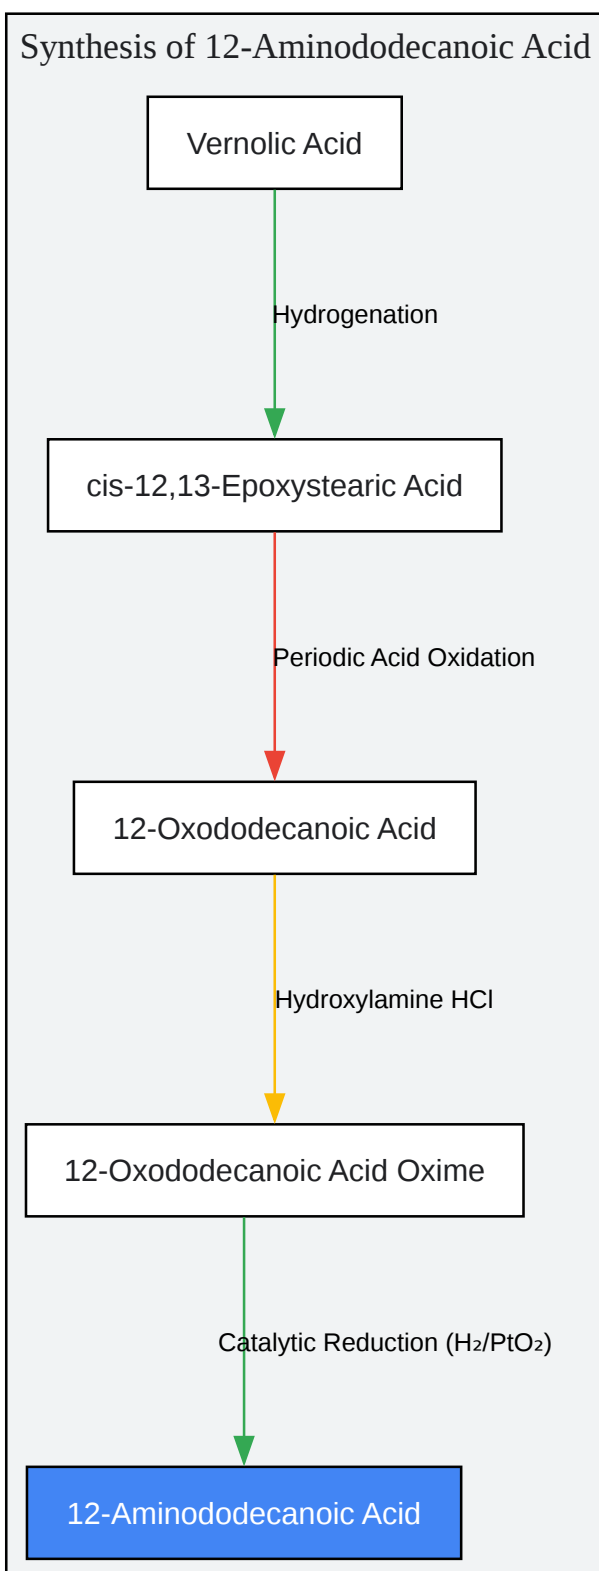 Synthesis of 12-Aminododecanoic Acid
Vernolic Acid
Hydrogenation
cis-12,13-Epoxystearic Acid
Periodic Acid Oxidation
12-Oxododecanoic Acid
Hydroxylamine HCl
12-Oxododecanoic Acid Oxime
Catalytic Reduction (H₂/PtO₂)
12-Aminododecanoic Acid